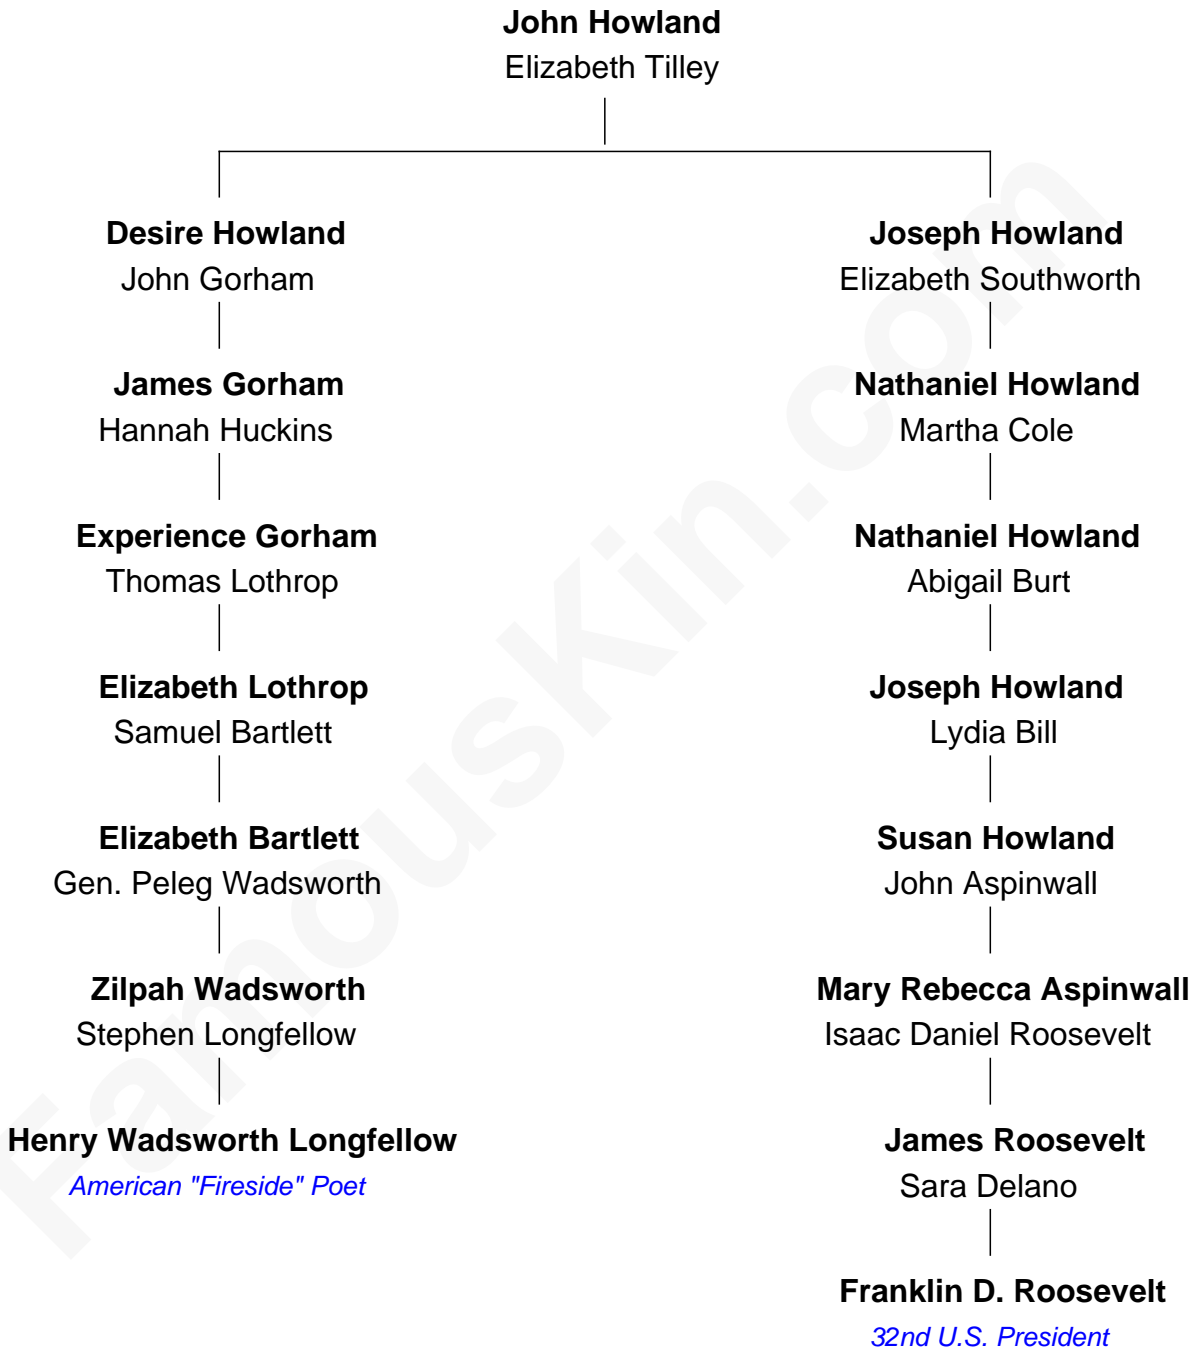 John Howland
Elizabeth Tilley
Desire Howland
John Gorham
James Gorham
Hannah Huckins
Experience Gorham
Thomas Lothrop
Elizabeth Lothrop
Samuel Bartlett
Elizabeth Bartlett
Gen. Peleg Wadsworth
Zilpah Wadsworth
Stephen Longfellow
Henry Wadsworth Longfellow
American "Fireside" Poet
Joseph Howland
Elizabeth Southworth
Nathaniel Howland
Martha Cole
Nathaniel Howland
Abigail Burt
Joseph Howland
Lydia Bill
Susan Howland
John Aspinwall
Mary Rebecca Aspinwall
Isaac Daniel Roosevelt
James Roosevelt
Sara Delano
Franklin D. Roosevelt
32nd U.S. President
FamousKin.com